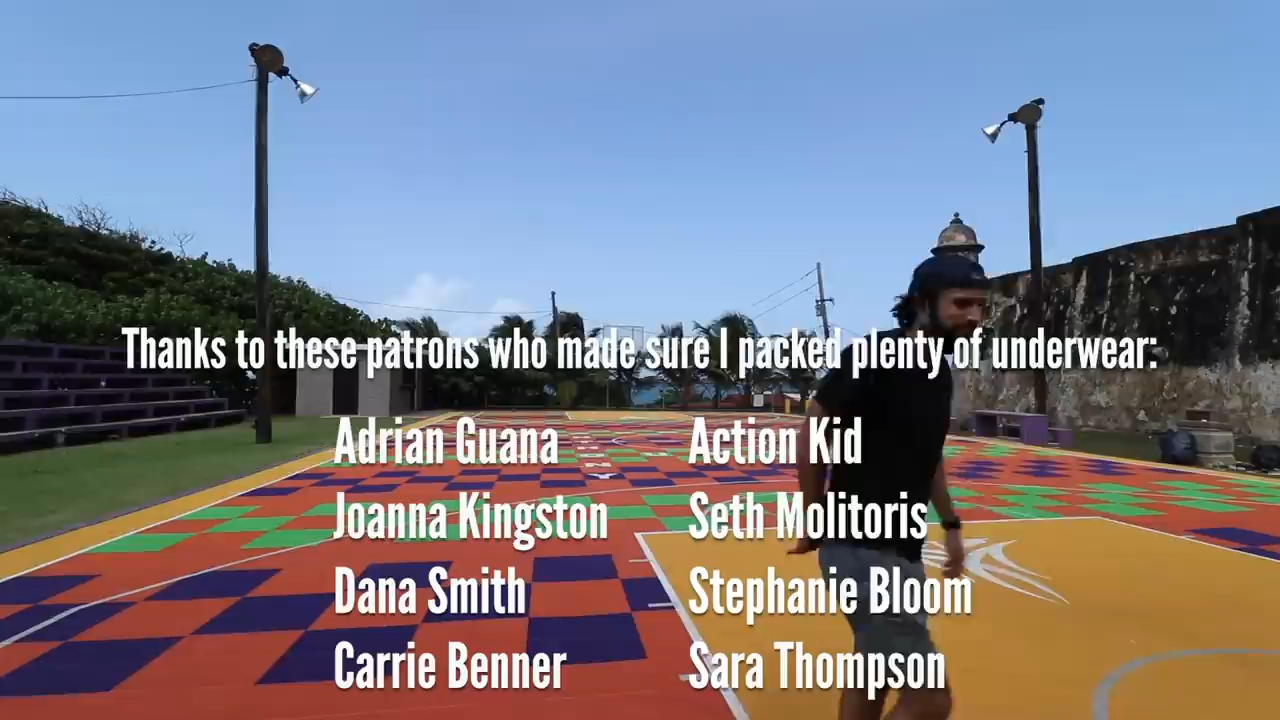 Thanks to these patrons who made sure I packed plenty of underwear:
Adrian Guana
Joanna Kingston
Dana Smith
Carrie Benner
Action Kid
Seth Molitoris
Stephanie Bloom
Sara Thompson